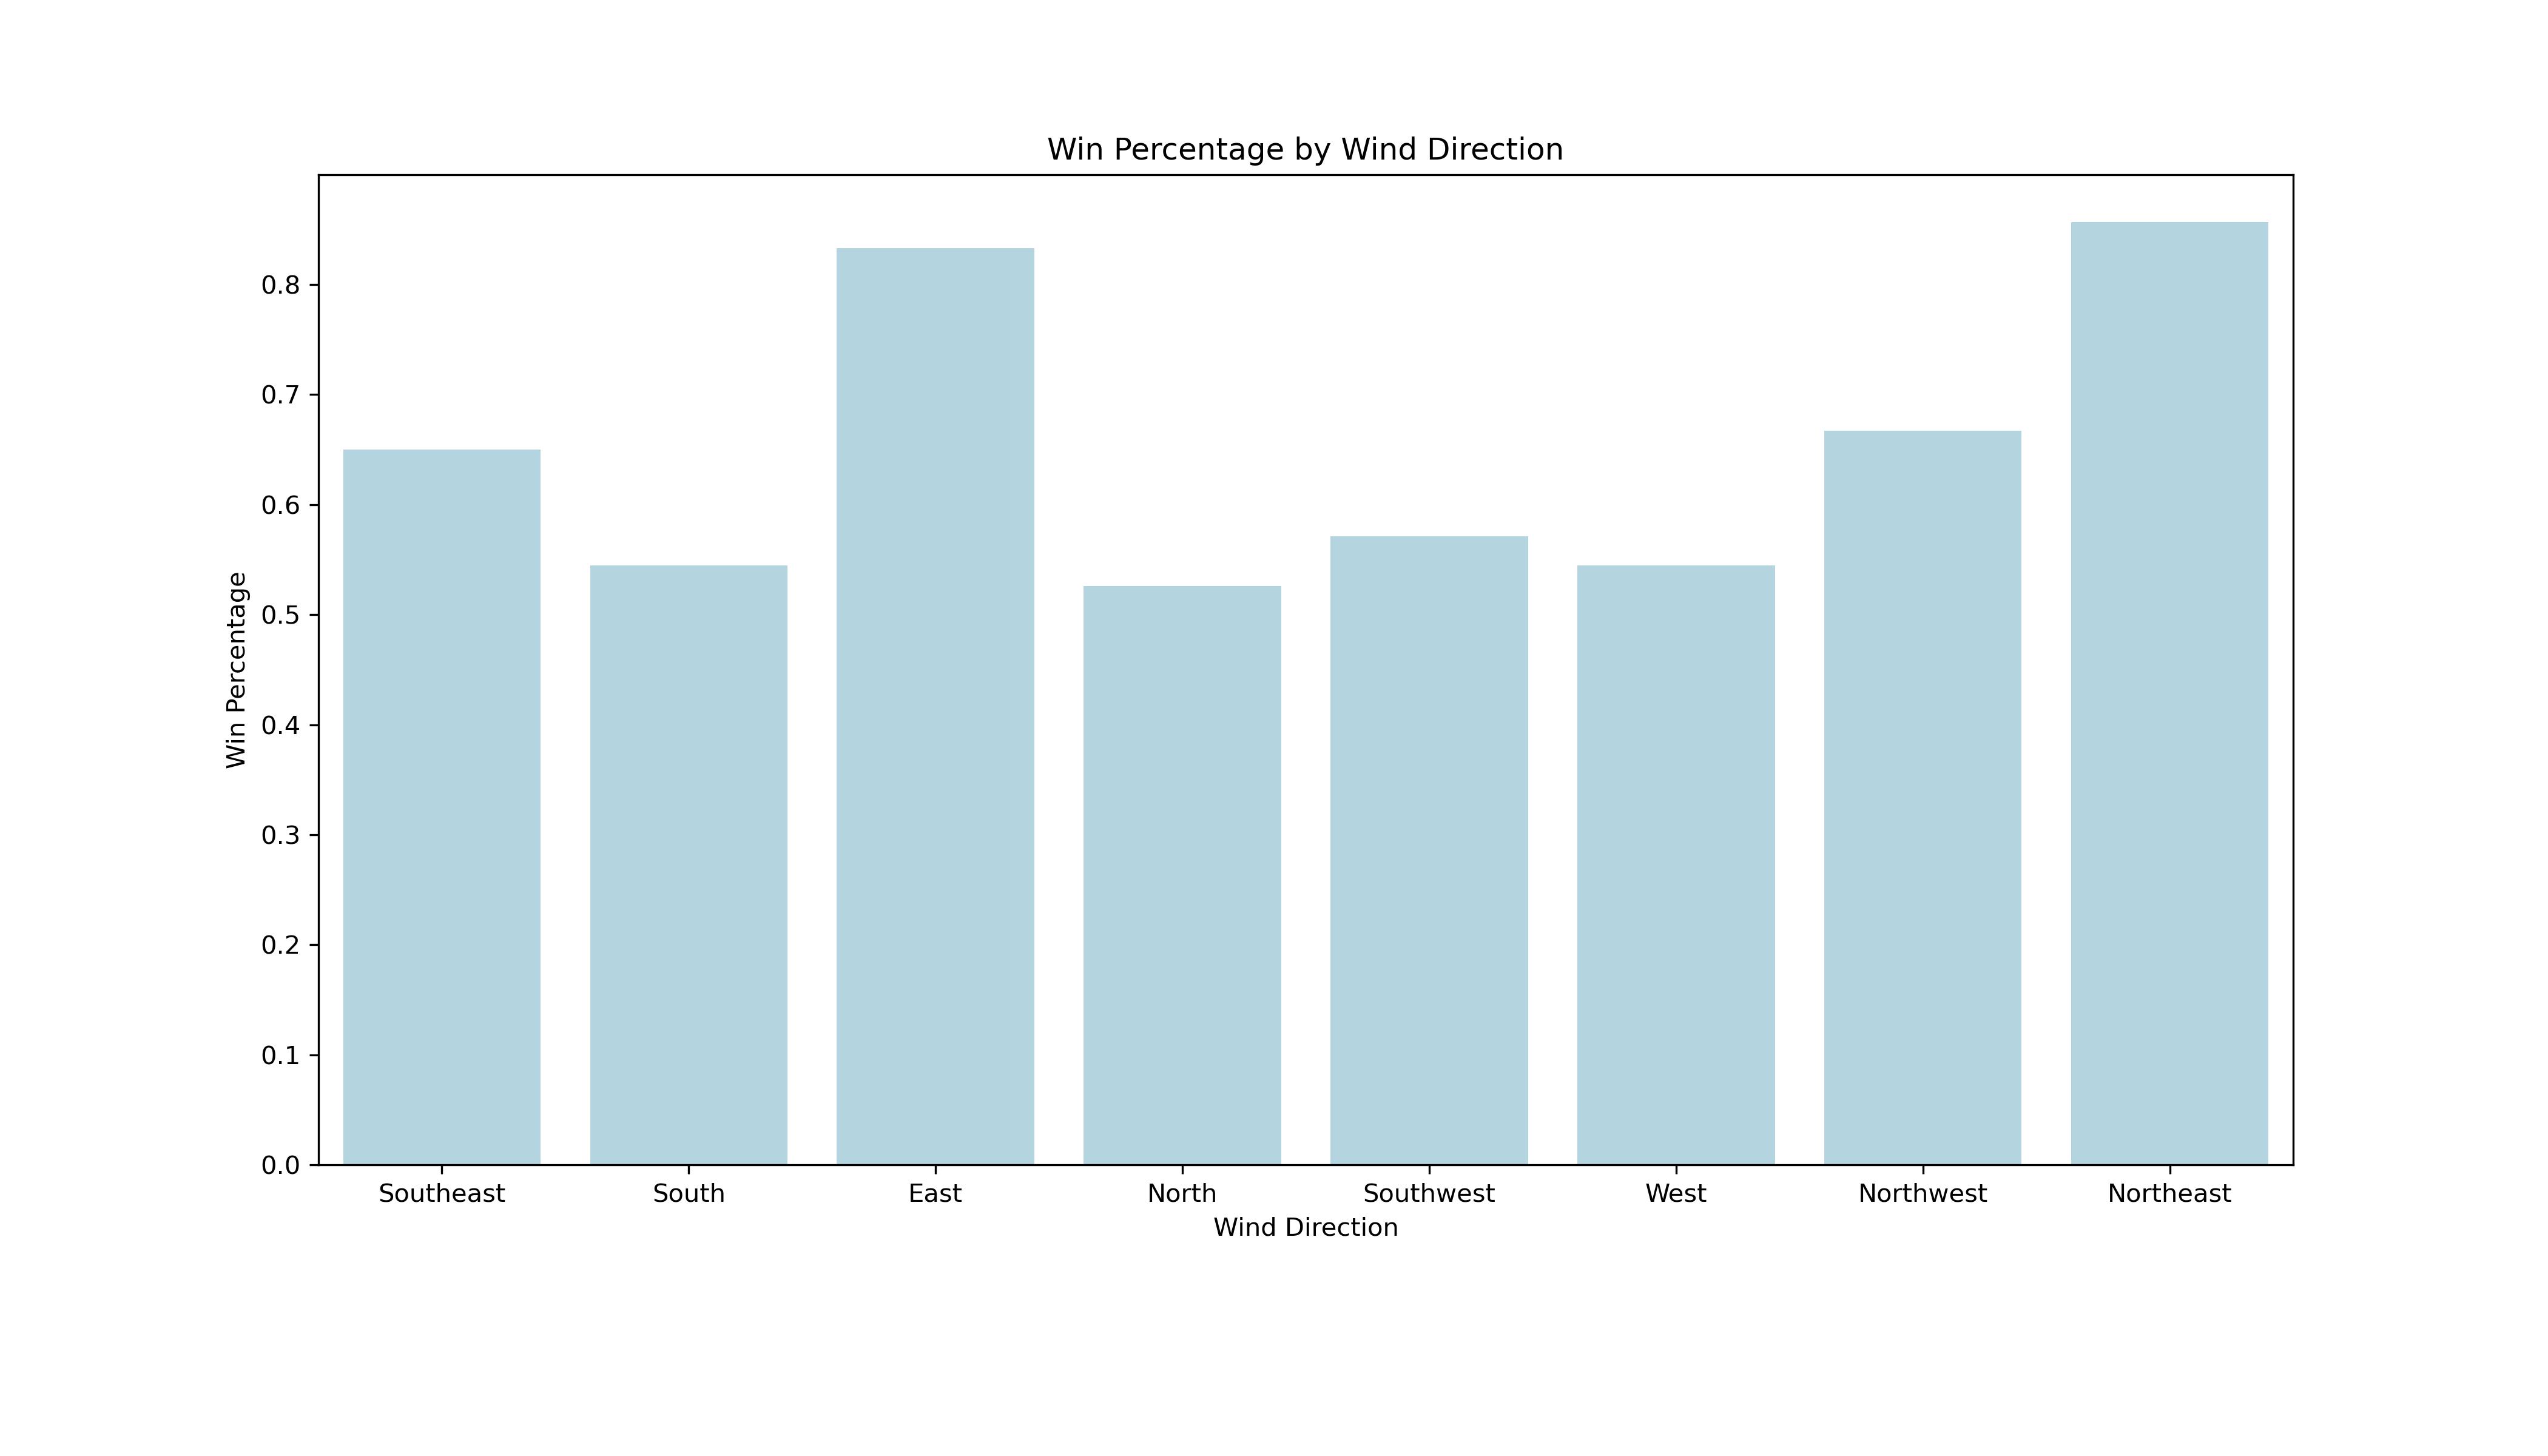 Win Percentage by Wind Direction
Win Percentage
0.8
0.7
0.6
0.5
0.4
0.3
0.2
0.1
0.0
Southeast South East North Southwest West Northwest Northeast
Wind Direction